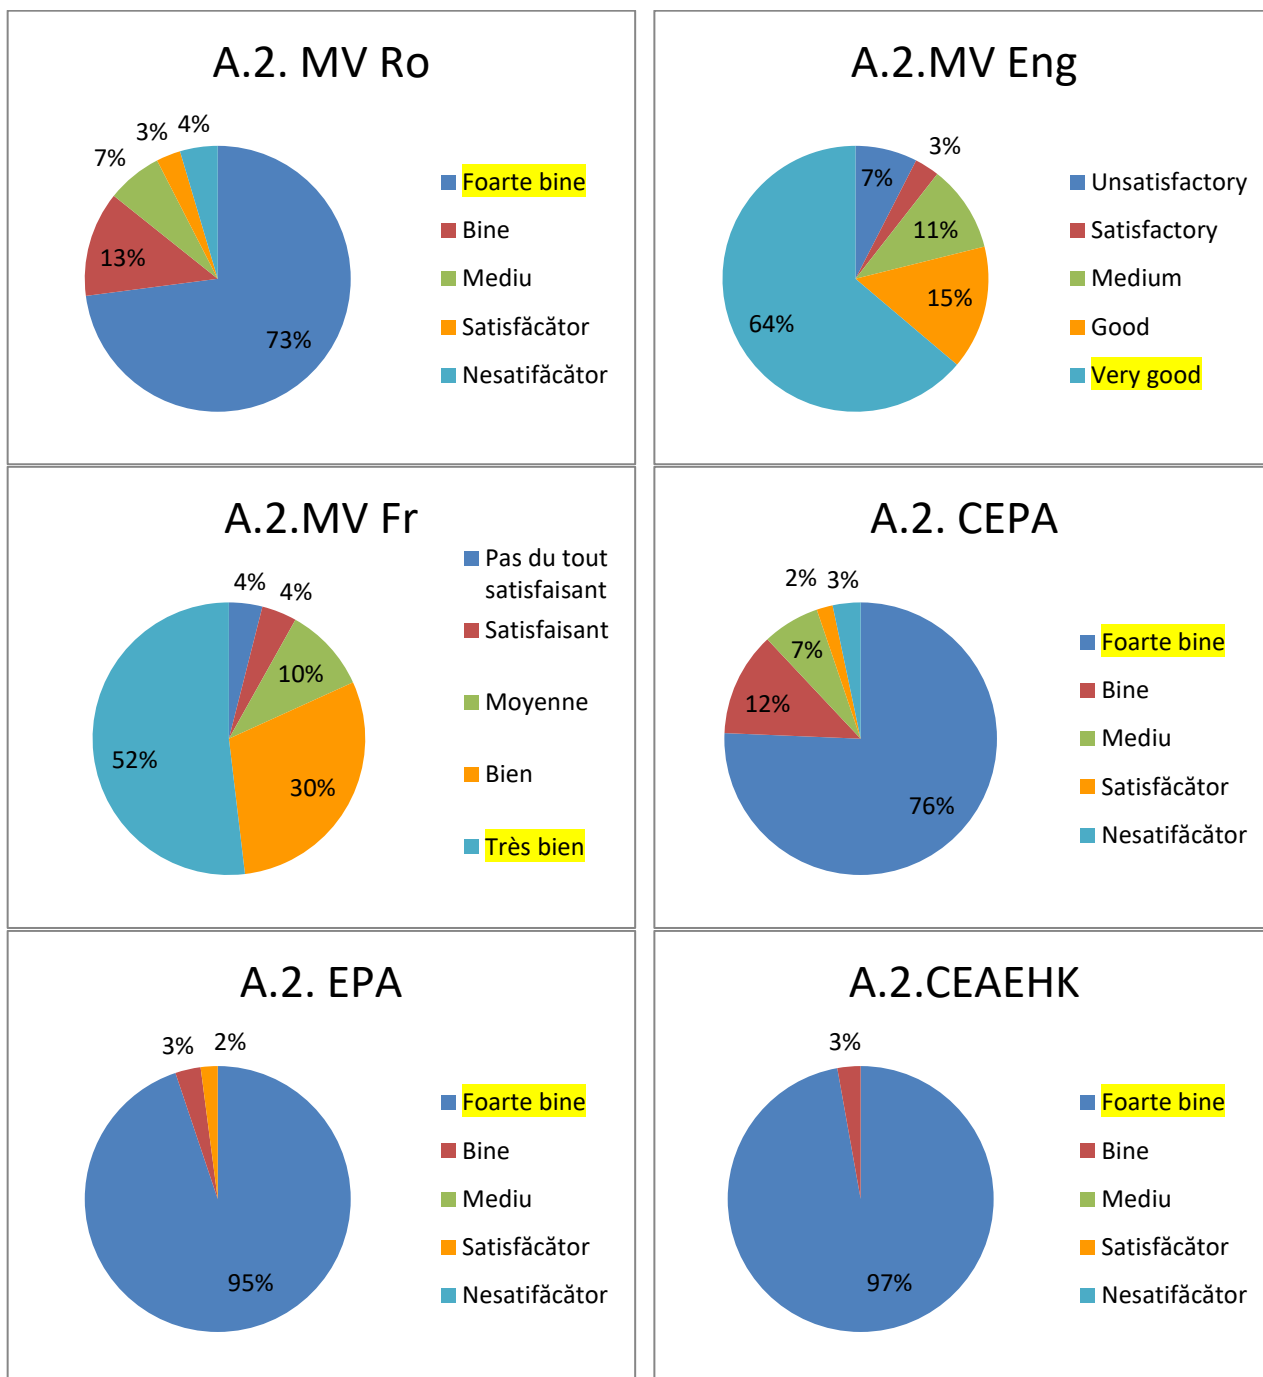 A.2. MV Ro
3%
4%
7%
13%
73%
Foarte bine
Bine
Mediu
Satisfăcător
Nesatifăcător
A.2.MV Eng
3%
7%
11%
15%
64%
Unsatisfactory
Satisfactory
Medium
Good
Very good
A.2.MV Fr
4%
4%
10%
30%
52%
Pas du tout
satisfaisant
Satisfaisant
Moyenne
Bien
Très bien
A.2. CEPA
2%
3%
7%
12%
76%
Foarte bine
Bine
Mediu
Satisfăcător
Nesatifăcător
A.2. EPA
3%
2%
95%
Foarte bine
Bine
Mediu
Satisfăcător
Nesatifăcător
A.2.CEAEHK
3%
97%
Foarte bine
Bine
Mediu
Satisfăcător
Nesatifăcător